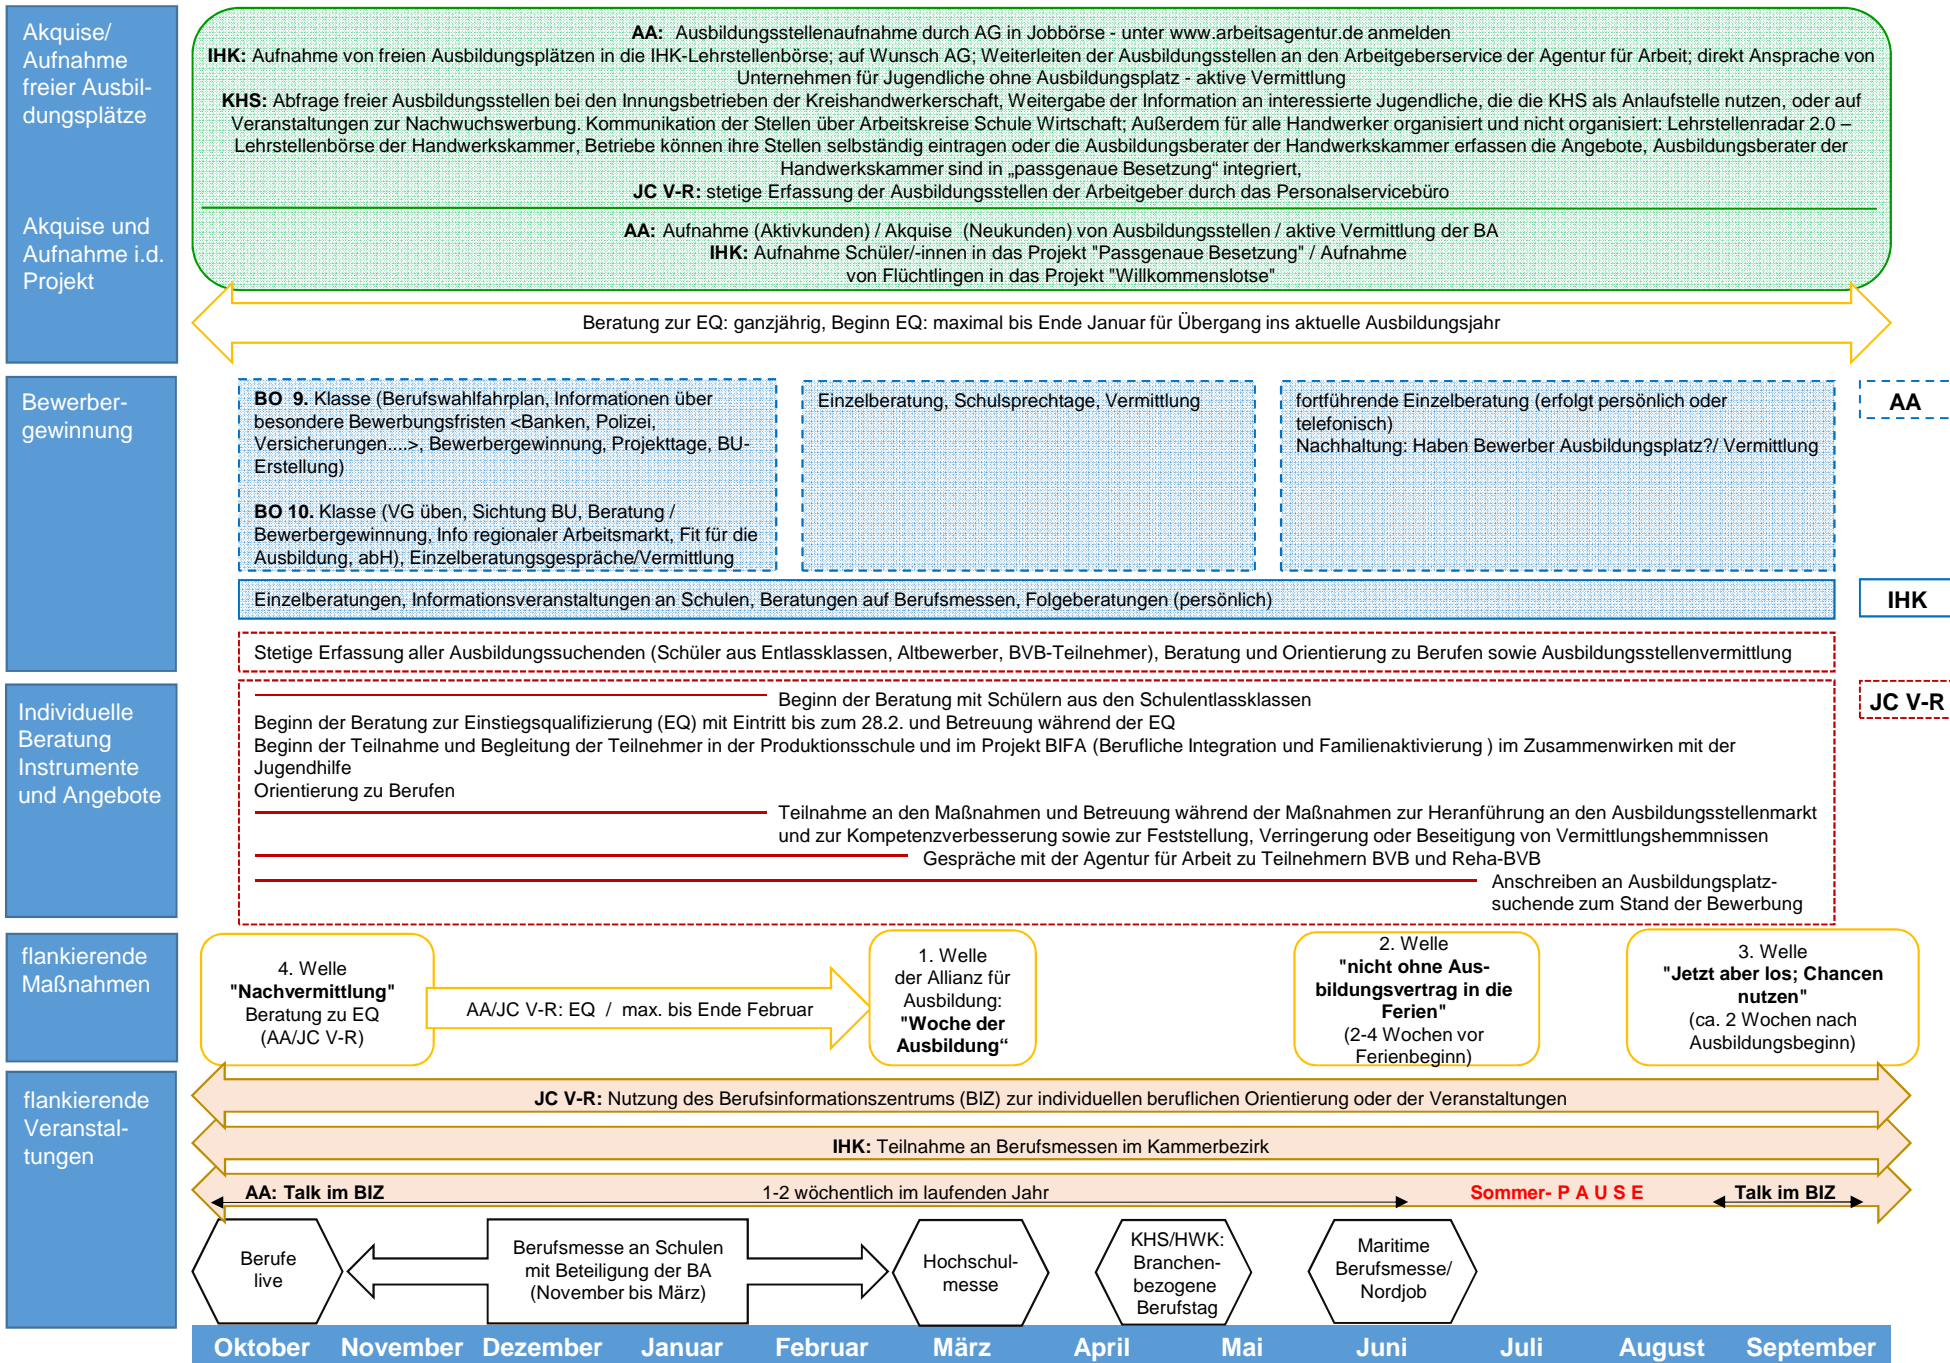 Akquise/
Aufnahme
freier Ausbil-
dungsplätze
AA: Ausbildungsstellenaufnahme durch AG in Jobbörse - unter www.arbeitsagentur.de anmelden
IHK: Aufnahme von freien Ausbildungsplätzen in die IHK-Lehrstellenbörse; auf Wunsch AG; Weiterleiten der Ausbildungsstellen an den Arbeitgeberservice der Agentur für Arbeit; direkt Ansprache von
Unternehmen für Jugendliche ohne Ausbildungsplatz - aktive Vermittlung
KHS: Abfrage freier Ausbildungsstellen bei den Innungsbetrieben der Kreishandwerkerschaft, Weitergabe der Information an interessierte Jugendliche, die die KHS als Anlaufstelle nutzen, oder auf
Veranstaltungen zur Nachwuchswerbung. Kommunikation der Stellen über Arbeitskreise Schule Wirtschaft; Außerdem für alle Handwerker organisiert und nicht organisiert: Lehrstellenradar 2.0 –
Lehrstellenbörse der Handwerkskammer, Betriebe können ihre Stellen selbständig eintragen oder die Ausbildungsberater der Handwerkskammer erfassen die Angebote, Ausbildungsberater der
Handwerkskammer sind in „passgenaue Besetzung“ integriert,
JC V-R: stetige Erfassung der Ausbildungsstellen der Arbeitgeber durch das Personalservicebüro
Akquise und
Aufnahme i.d.
Projekt
AA: Aufnahme (Aktivkunden) / Akquise (Neukunden) von Ausbildungsstellen / aktive Vermittlung der BA
IHK: Aufnahme Schüler/-innen in das Projekt "Passgenaue Besetzung" / Aufnahme
von Flüchtlingen in das Projekt "Willkommenslotse"
Beratung zur EQ: ganzjährig, Beginn EQ: maximal bis Ende Januar für Übergang ins aktuelle Ausbildungsjahr
Bewerber-
gewinnung
BO 9. Klasse (Berufswahlfahrplan, Informationen über
besondere Bewerbungsfristen <Banken, Polizei,
Versicherungen....>, Bewerbergewinnung, Projekttage, BU-
Erstellung)
BO 10. Klasse (VG üben, Sichtung BU, Beratung /
Bewerbergewinnung, Info regionaler Arbeitsmarkt, Fit für die
Ausbildung, abH), Einzelberatungsgespräche/Vermittlung
Einzelberatung, Schulsprechtage, Vermittlung
fortführende Einzelberatung (erfolgt persönlich oder
telefonisch)
Nachhaltung: Haben Bewerber Ausbildungsplatz?/ Vermittlung
AA
Einzelberatungen, Informationsveranstaltungen an Schulen, Beratungen auf Berufsmessen, Folgeberatungen (persönlich)
IHK
Stetige Erfassung aller Ausbildungssuchenden (Schüler aus Entlassklassen, Altbewerber, BVB-Teilnehmer), Beratung und Orientierung zu Berufen sowie Ausbildungsstellenvermittlung
Individuelle
Beratung
Instrumente
und Angebote
Beginn der Beratung mit Schülern aus den Schulentlassklassen
Beginn der Beratung zur Einstiegsqualifizierung (EQ) mit Eintritt bis zum 28.2. und Betreuung während der EQ
Beginn der Teilnahme und Begleitung der Teilnehmer in der Produktionsschule und im Projekt BIFA (Berufliche Integration und Familienaktivierung ) im Zusammenwirken mit der
Jugendhilfe
Orientierung zu Berufen
Teilnahme an den Maßnahmen und Betreuung während der Maßnahmen zur Heranführung an den Ausbildungsstellenmarkt
und zur Kompetenzverbesserung sowie zur Feststellung, Verringerung oder Beseitigung von Vermittlungshemmnissen
Gespräche mit der Agentur für Arbeit zu Teilnehmern BVB und Reha-BVB
Anschreiben an Ausbildungsplatz-
suchende zum Stand der Bewerbung
JC V-R
flankierende
Maßnahmen
4. Welle
"Nachvermittlung"
Beratung zu EQ
(AA/JC V-R)
AA/JC V-R: EQ / max. bis Ende Februar
1. Welle
der Allianz für
Ausbildung:
"Woche der
Ausbildung“
2. Welle
"nicht ohne Aus-
bildungsvertrag in die
Ferien"
(2-4 Wochen vor
Ferienbeginn)
3. Welle
"Jetzt aber los; Chancen
nutzen"
(ca. 2 Wochen nach
Ausbildungsbeginn)
flankierende
Veranstal-
tungen
JC V-R: Nutzung des Berufsinformationszentrums (BIZ) zur individuellen beruflichen Orientierung oder der Veranstaltungen
IHK: Teilnahme an Berufsmessen im Kammerbezirk
AA: Talk im BIZ
1-2 wöchentlich im laufenden Jahr
Sommer- P A U S E
Talk im BIZ
Berufe
live
Berufsmesse an Schulen
mit Beteiligung der BA
(November bis März)
Hochschul-
messe
KHS/HWK:
Branchen-
bezogene
Berufstag
Maritime
Berufsmesse/
Nordjob
Oktober November Dezember Januar Februar März April Mai Juni Juli August September